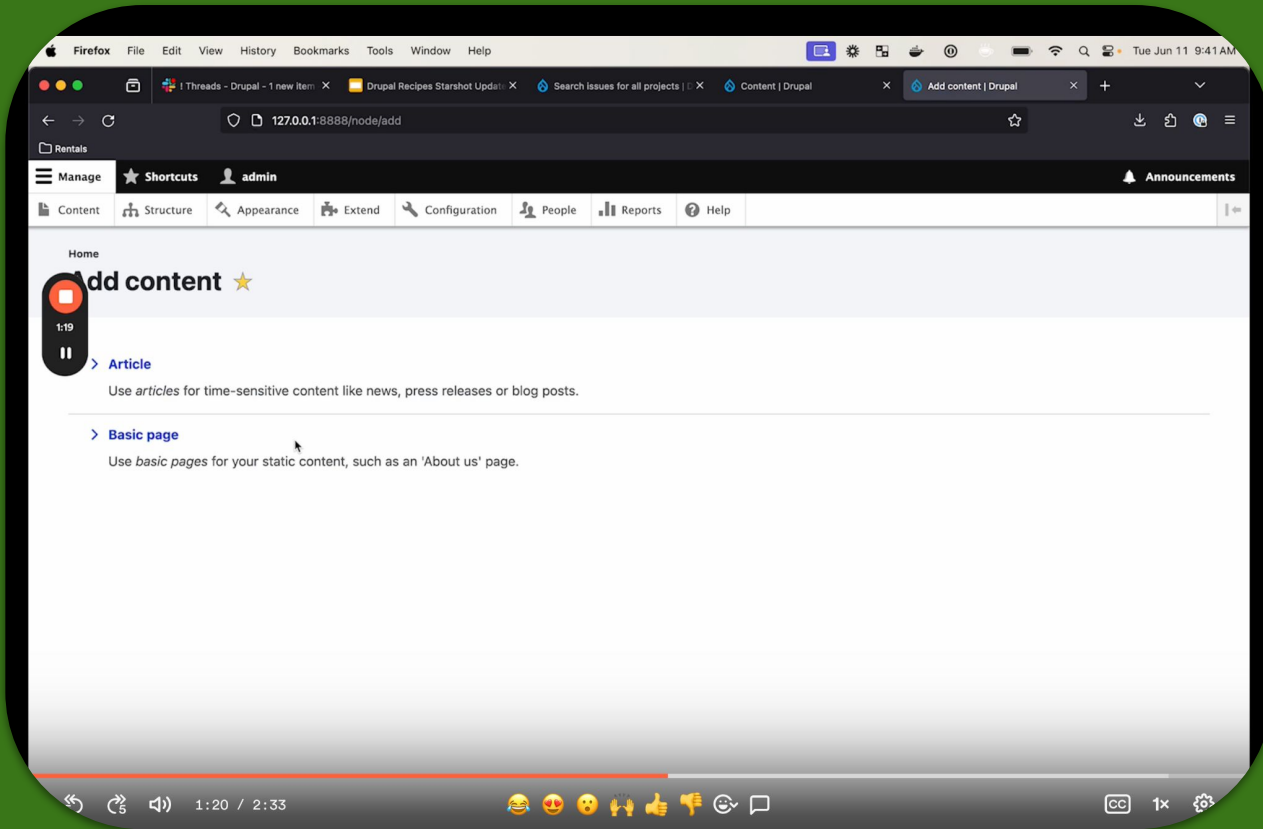 Firefox File Edit View History Bookmarks Tools Window Help Tue Jun 11 9:41 AM
! Threads - Drupal - 1 new item Drupal Recipes Starshot Update Search issues for all projects | D Content | Drupal Add content | Drupal
127.0.0.1:8888/node/add
Rentals
Manage Shortcuts admin Announcements
Content Structure Appearance Extend Configuration People Reports Help
Home
Add content
1:19
Article
Use articles for time-sensitive content like news, press releases or blog posts.
Basic page
Use basic pages for your static content, such as an 'About us' page.
5 1:20 / 2:33 CC 1×